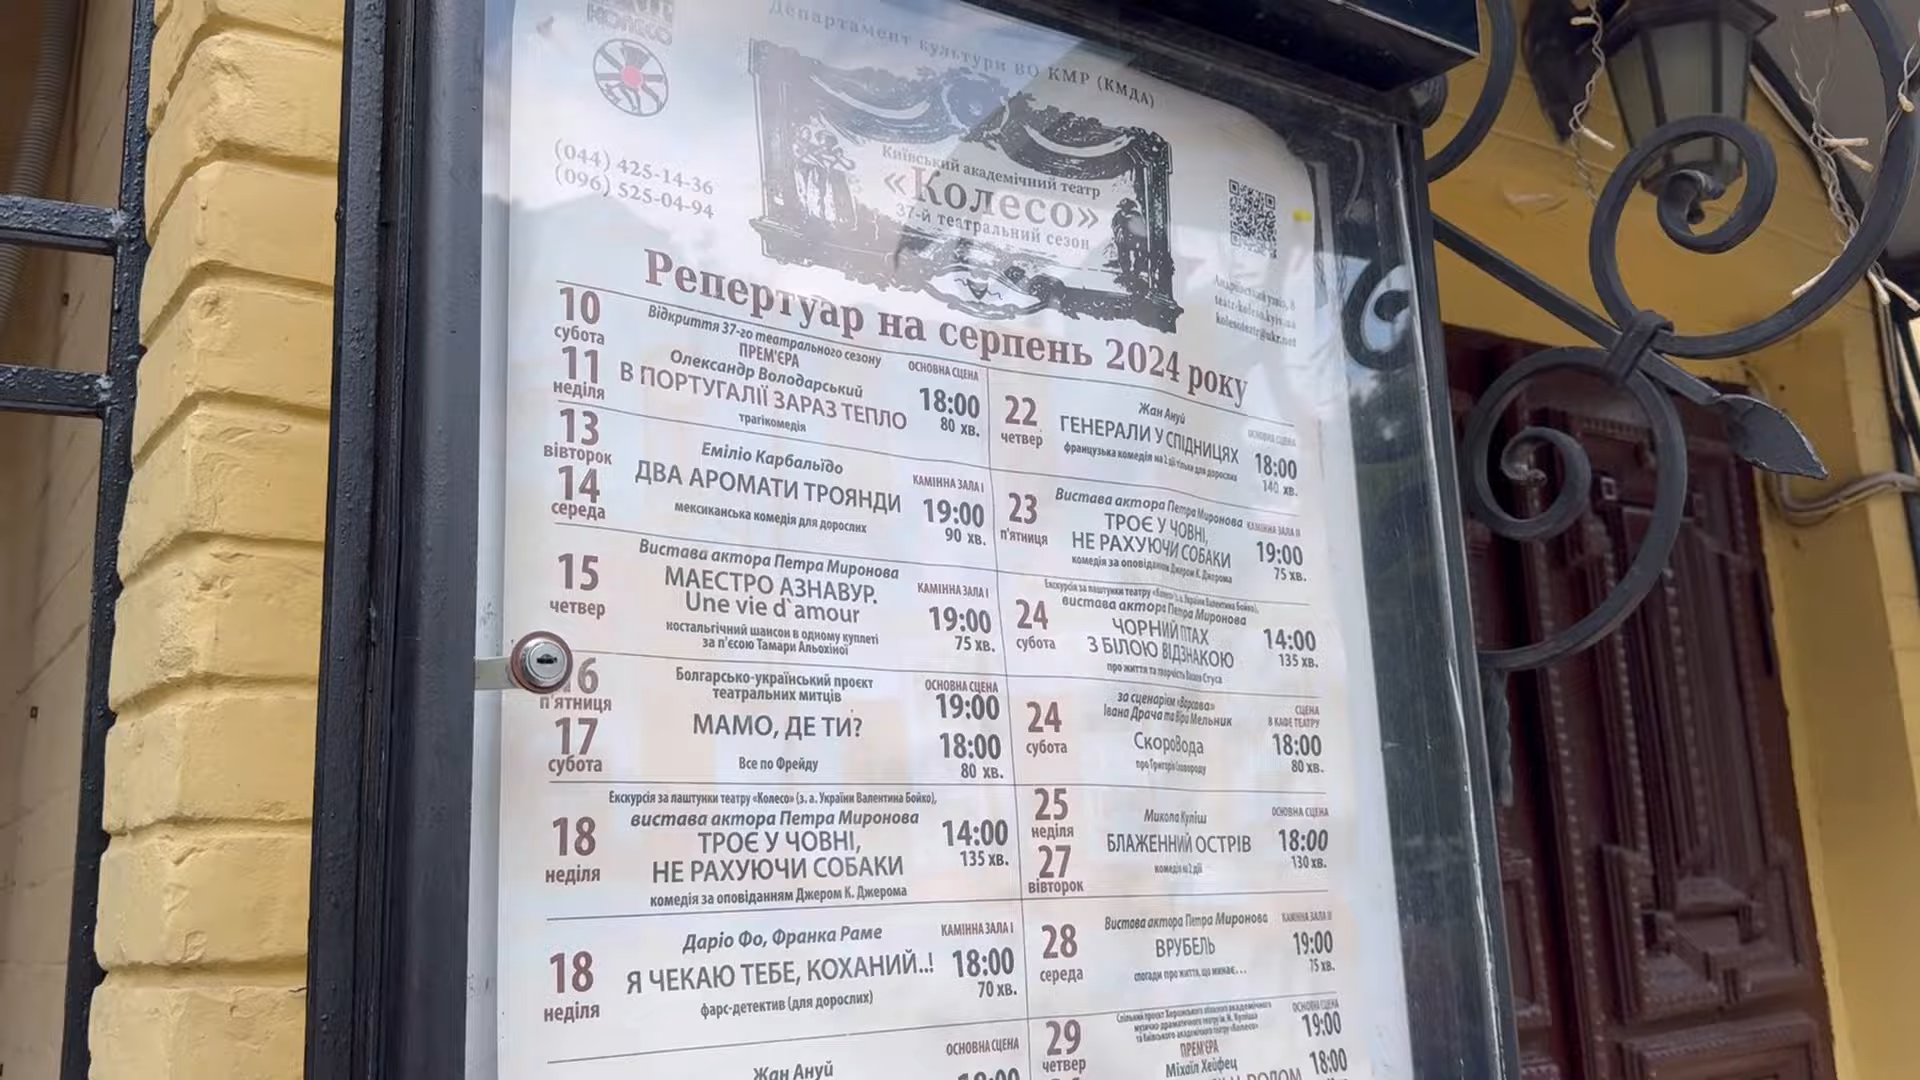 КОЛЕСО
Департамент культури ВО КМР (КМДА)
(044) 425-14-36
(096) 525-04-94
Київський академічний театр
«Колесо»
37-й театральний сезон
Андріївський узвіз, 8
teatr-koleso.kyiv.ua
kolesoteatr@ukr.net
Репертуар на серпень 2024 року
10
субота
11
неділя
Відкриття 37-го театрального сезону
ПРЕМ'ЄРА
Олександр Володарський
В ПОРТУГАЛІЇ ЗАРАЗ ТЕПЛО
трагікомедія
ОСНОВНА СЦЕНА
18:00
80 хв.
13
вівторок
14
середа
Еміліо Карбальїдо
ДВА АРОМАТИ ТРОЯНДИ
мексиканська комедія для дорослих
КАМІННА ЗАЛА І
19:00
90 хв.
15
четвер
Вистава актора Петра Миронова
МАЕСТРО АЗНАВУР.
Une vie d`amour
ностальгічний шансон в одному куплеті
за п'єсою Тамари Альохіної
КАМІННА ЗАЛА І
19:00
75 хв.
16
п'ятниця
17
субота
Болгарсько-український проєкт
театральних митців
МАМО, ДЕ ТИ?
Все по Фрейду
ОСНОВНА СЦЕНА
19:00
18:00
80 хв.
18
неділя
Екскурсія за лаштунки театру «Колесо» (з. а. України Валентина Бойко),
вистава актора Петра Миронова
ТРОЄ У ЧОВНІ,
НЕ РАХУЮЧИ СОБАКИ
комедія за оповіданням Джером К. Джерома
14:00
135 хв.
18
неділя
Даріо Фо, Франка Раме
Я ЧЕКАЮ ТЕБЕ, КОХАНИЙ..!
фарс-детектив (для дорослих)
КАМІННА ЗАЛА І
18:00
70 хв.
Жан Ануй
ОСНОВНА СЦЕНА
22
четвер
Жан Ануй
ГЕНЕРАЛИ У СПІДНИЦЯХ
французька комедія на 2 дії тільки для дорослих
ОСНОВНА СЦЕНА
18:00
140 хв.
23
п'ятниця
Вистава актора Петра Миронова
ТРОЄ У ЧОВНІ,
НЕ РАХУЮЧИ СОБАКИ
комедія за оповіданням Джером К. Джерома
КАМІННА ЗАЛА ІІ
19:00
75 хв.
24
субота
Екскурсія за лаштунки театру «Колесо» (з. а. України Валентина Бойко),
вистава актора Петра Миронова
ЧОРНИЙ ПТАХ
З БІЛОЮ ВІДЗНАКОЮ
про життя та творчість Василя Стуса
14:00
135 хв.
24
субота
за сценарієм
Івана Драча та Віри Мельник
СкороВода
про Григорія Сковороду
СЦЕНА
В КАФЕ ТЕАТРУ
18:00
80 хв.
25
неділя
27
вівторок
Микола Куліш
БЛАЖЕННИЙ ОСТРІВ
комедія на 2 дії
ОСНОВНА СЦЕНА
18:00
130 хв.
28
середа
Вистава актора Петра Миронова
ВРУБЕЛЬ
спогади про життя, що минає…
КАМІННА ЗАЛА ІІ
19:00
75 хв.
29
четвер
Спільний проєкт Херсонського обласного академічного
музично-драматичного театру ім. М. Куліша
та Київського академічного театру «Колесо»
ПРЕМ'ЄРА
Міхаїл Хейфец
ОСНОВНА СЦЕНА
19:00
18:00